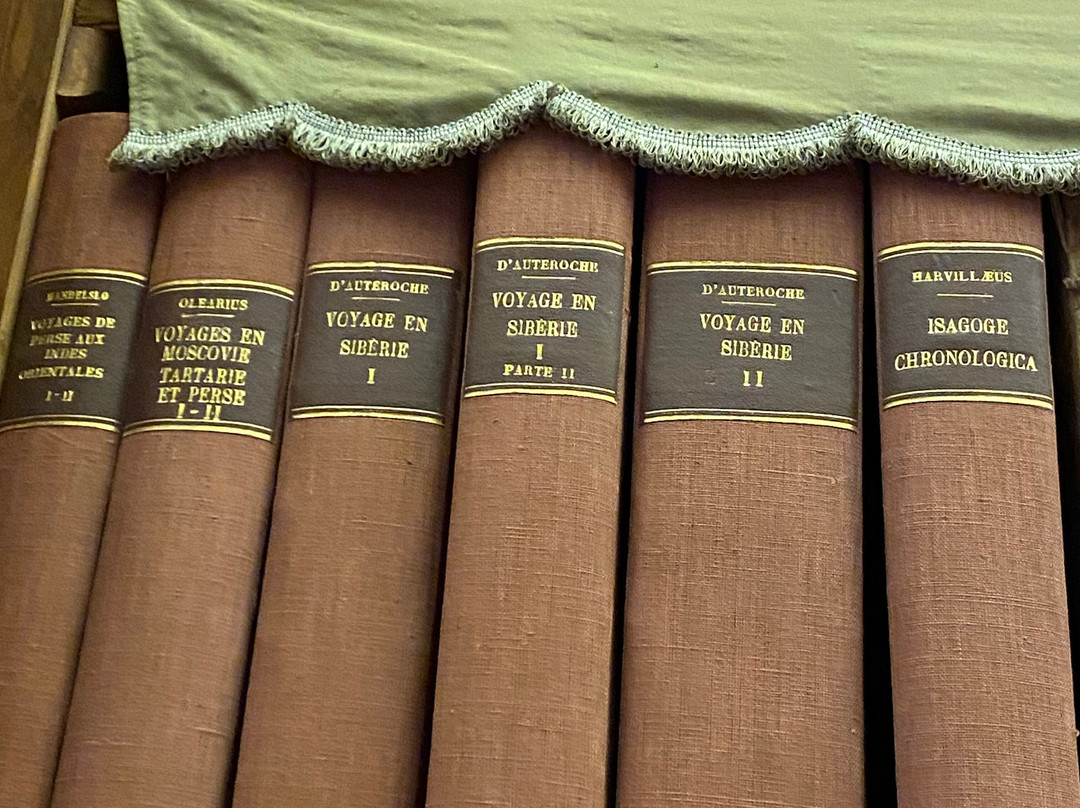 MANDELSLO
VOYAGES DE
PERSE AUX
INDES
ORIENTALES
I-II
OLEARIUS
VOYAGES EN
MOSCOVIE
TARTARIE
ET PERSE
I-II
D'AUTEROCHE
VOYAGE EN
SIBÉRIE
I
D'AUTEROCHE
VOYAGE EN
SIBÉRIE
I
PARTE II
D'AUTEROCHE
VOYAGE EN
SIBÉRIE
II
HARVILLÆUS
ISAGOGE
CHRONOLOGICA